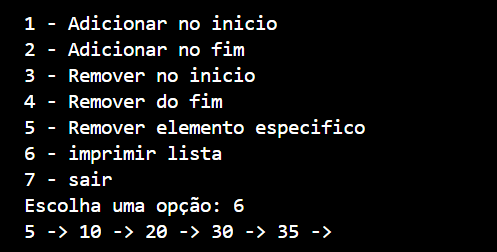 1 - Adicionar no inicio
2 - Adicionar no fim
3 - Remover no inicio
4 - Remover do fim
5 - Remover elemento especifico
6 - imprimir lista
7 - sair
Escolha uma opção: 6
5 -> 10 -> 20 -> 30 -> 35 ->